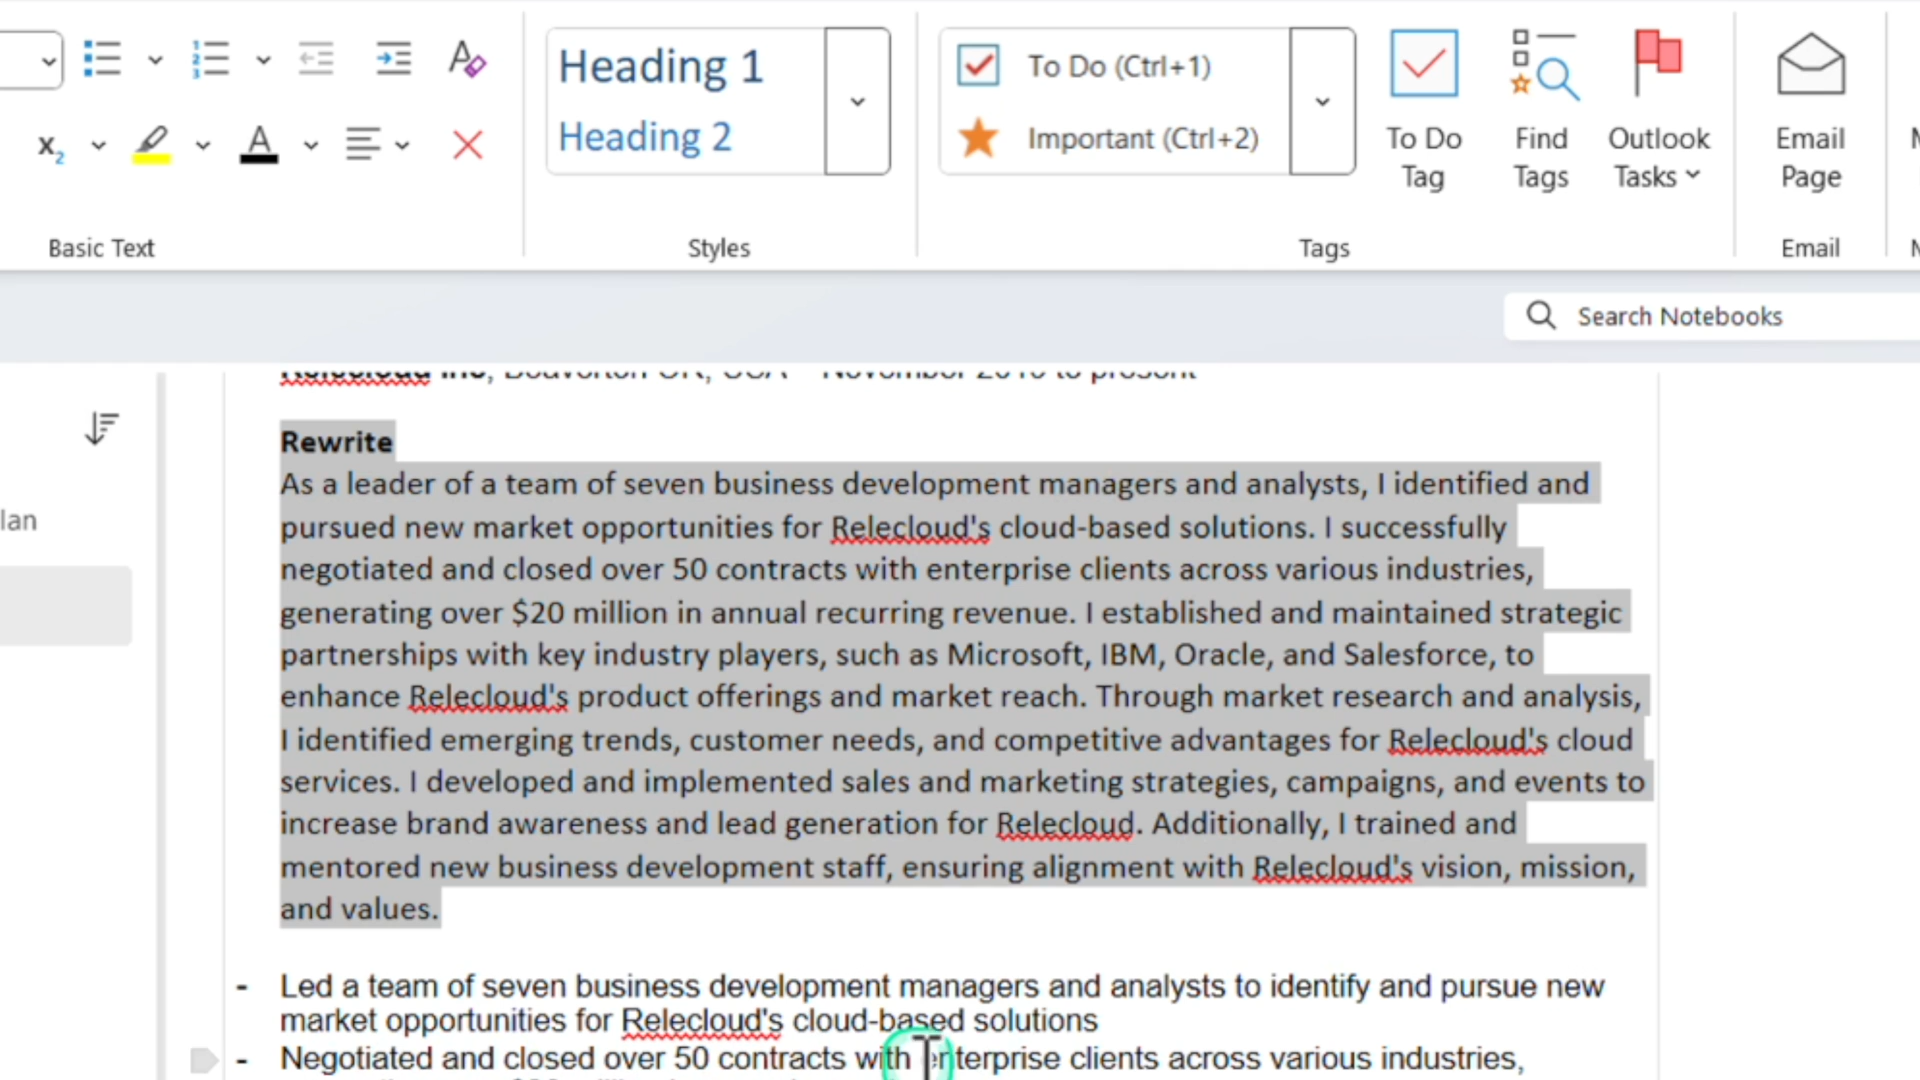 To Do (Ctrl+1)
Important (Ctrl+2)
Heading 1
Heading 2
To Do
Tag
Find
Tags
Outlook
Tasks
Email
Page
Basic Text
Styles
Tags
Email
Search Notebooks
Relecloud Inc, Beaverton OR, USA
lan
Rewrite
As a leader of a team of seven business development managers and analysts, I identified and
pursued new market opportunities for Relecloud's cloud-based solutions. I successfully
negotiated and closed over 50 contracts with enterprise clients across various industries,
generating over $20 million in annual recurring revenue. I established and maintained strategic
partnerships with key industry players, such as Microsoft, IBM, Oracle, and Salesforce, to
enhance Relecloud's product offerings and market reach. Through market research and analysis,
I identified emerging trends, customer needs, and competitive advantages for Relecloud's cloud
services. I developed and implemented sales and marketing strategies, campaigns, and events to
increase brand awareness and lead generation for Relecloud. Additionally, I trained and
mentored new business development staff, ensuring alignment with Relecloud's vision, mission,
and values.
- Led a team of seven business development managers and analysts to identify and pursue new
market opportunities for Relecloud's cloud-based solutions
- Negotiated and closed over 50 contracts with enterprise clients across various industries,